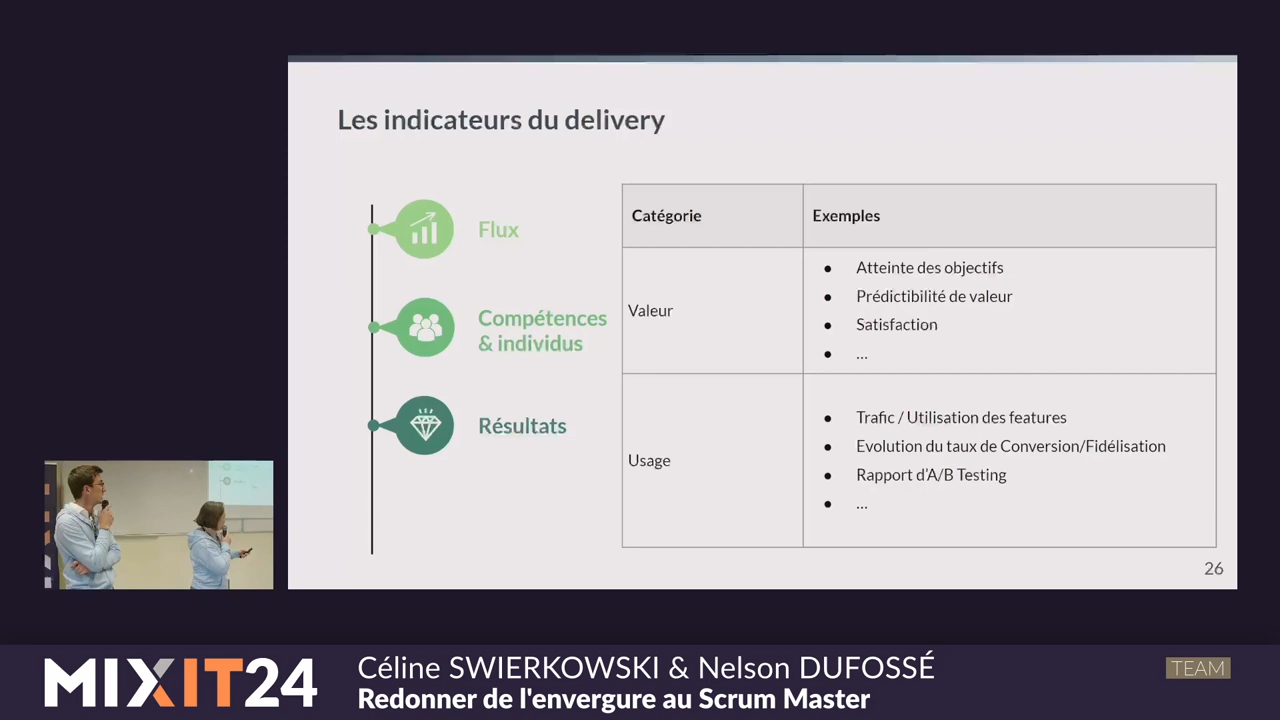 Les indicateurs du delivery
Flux
Compétences
& individus
Résultats
Catégorie
Exemples
Valeur
● Atteinte des objectifs
● Prédictibilité de valeur
● Satisfaction
● ...
Usage
● Trafic / Utilisation des features
● Evolution du taux de Conversion/Fidélisation
● Rapport d'A/B Testing
● ...
26
MIXIT24
Céline SWIERKOWSKI & Nelson DUFOSSÉ
Redonner de l'envergure au Scrum Master
TEAM